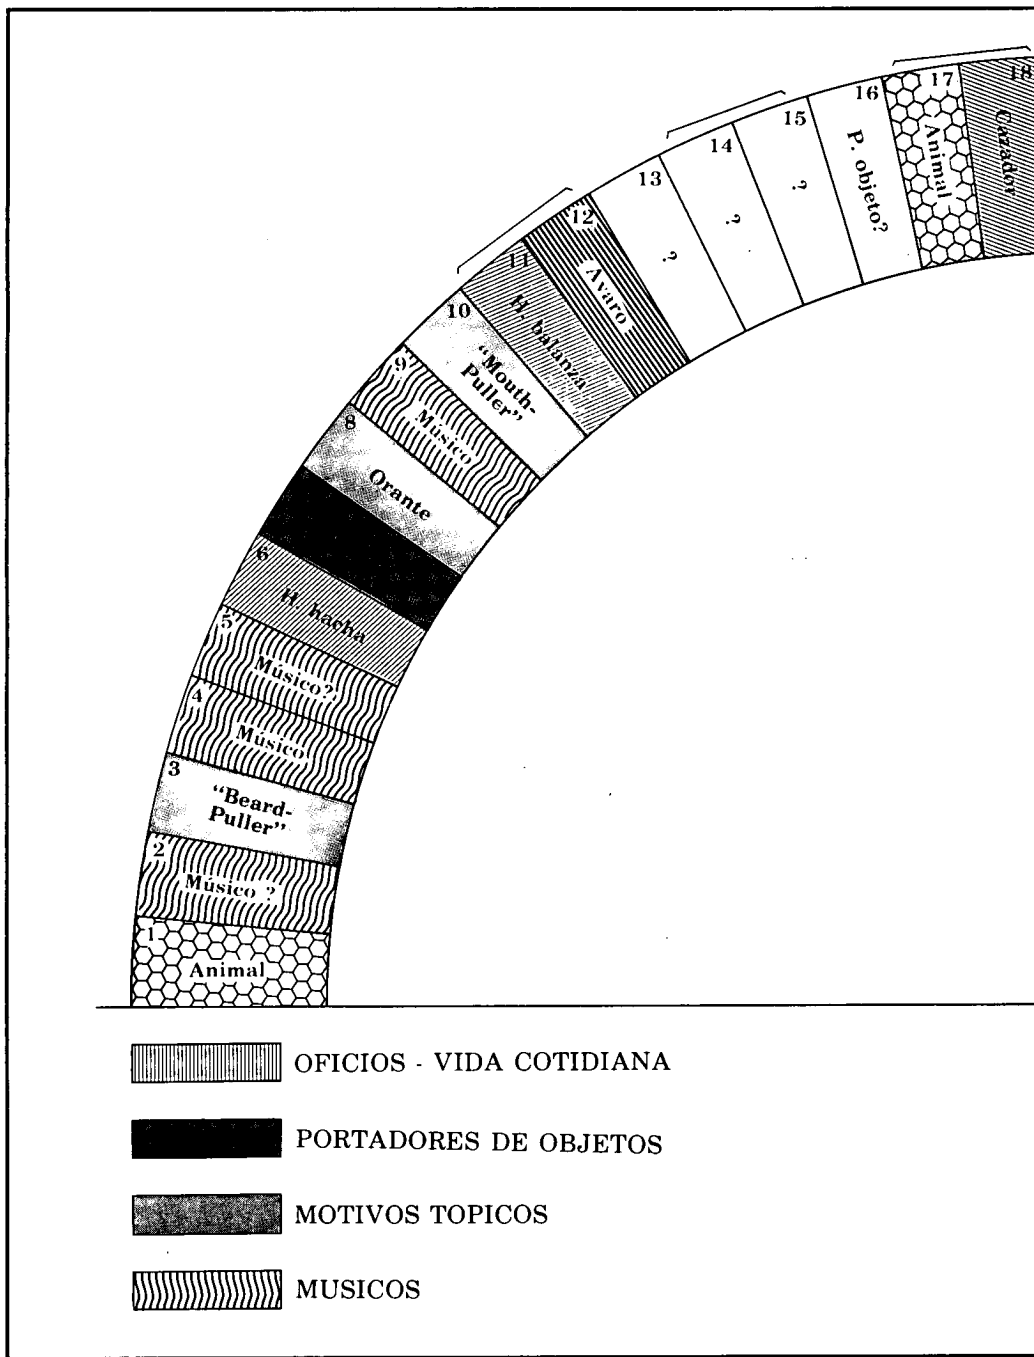 1
Animal
2
Músico ?
3
"Beard-
Puller"
4
Músico
5
Músico?
6
H. hacha
8
Orante
9
Músico
10
"Mouth-
Puller"
11
H. balanza
12
Avaro
13
?
14
?
15
?
16
P. objeto?
17
Animal
18
Cazador
OFICIOS - VIDA COTIDIANA
PORTADORES DE OBJETOS
MOTIVOS TOPICOS
MUSICOS